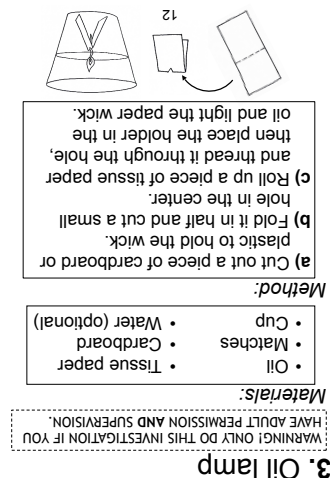 3. Oil lamp
WARNING! ONLY DO THIS INVESTIGATION IF YOU
HAVE ADULT PERMISSION AND SUPERVISION.
Materials:
• Oil
• Matches
• Cup
• Tissue paper
• Cardboard
• Water (optional)
Method:
a) Cut out a piece of cardboard or
plastic to hold the wick.
b) Fold it in half and cut a small
hole in the center.
c) Roll up a piece of tissue paper
and thread it through the hole,
then place the holder in the
oil and light the paper wick.
12